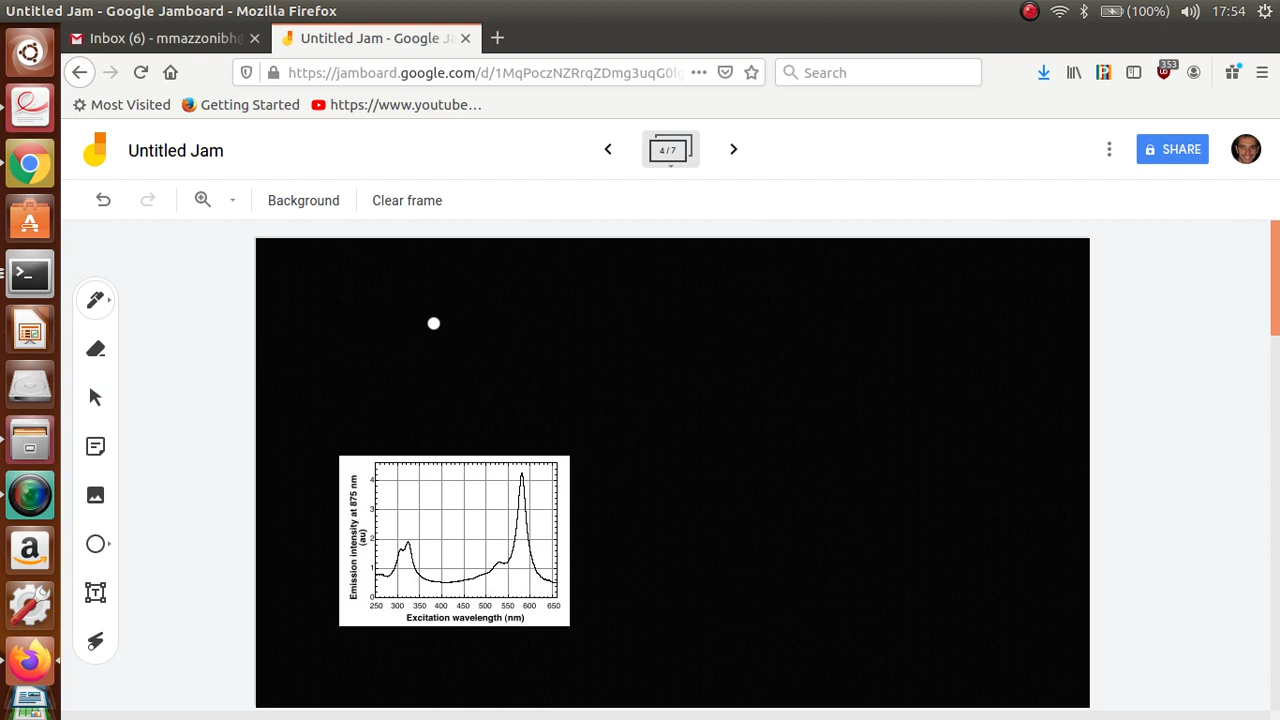 Untitled Jam - Google Jamboard - Mozilla Firefox
(100%)
17:54
Inbox (6) - mmazzonibh@
Untitled Jam - Google Ja
https://jamboard.google.com/d/1MqPoczNZRrqZDmg3uqG0lg
Search
353
Most Visited
Getting Started
https://www.youtube...
Untitled Jam
4 / 7
SHARE
Background
Clear frame
Emission intensity at 875 nm
(au)
4
3
2
1
0
250 300 350 400 450 500 550 600 650
Excitation wavelength (nm)